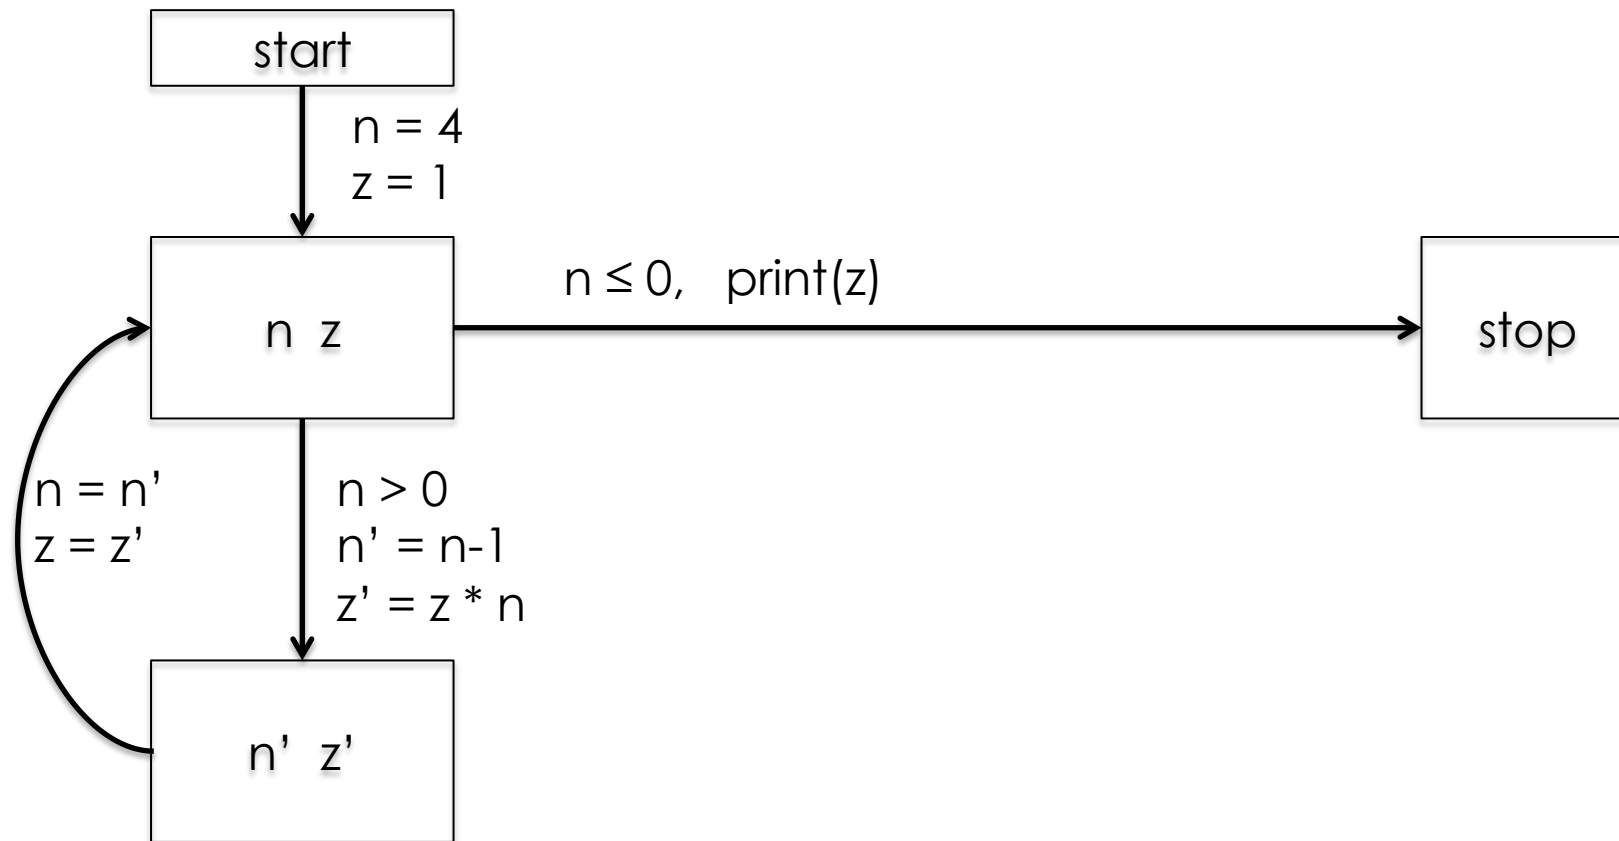 start
n = 4
z = 1
n ≤ 0,   print(z)
n  z
stop
n = n’
z = z’
n > 0
n’ = n-1
z’ = z * n
n’  z’